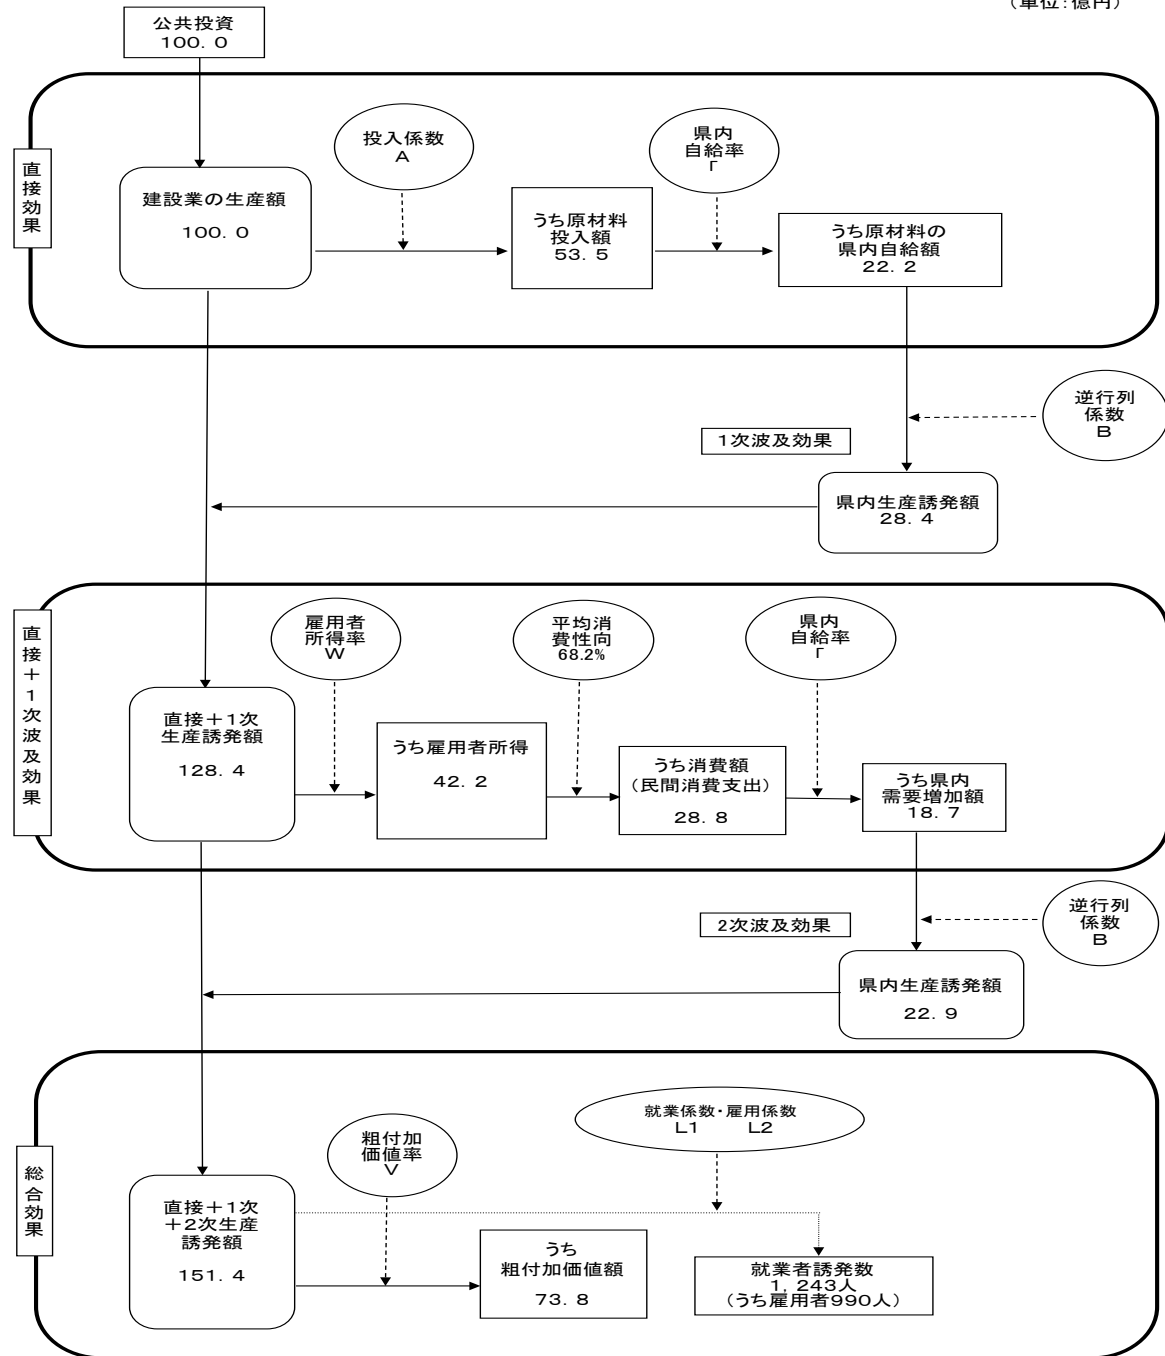 (単位:億円)
公共投資
100.0
直接効果
投入係数
A
県内
自給率
Γ
建設業の生産額
100.0
うち原材料
投入額
53.5
うち原材料の
県内自給額
22.2
逆行列
係数
B
1次波及効果
県内生産誘発額
28.4
直接+1次波及効果
雇用者
所得率
W
平均消
費性向
68.2%
県内
自給率
Γ
直接+1次
生産誘発額
128.4
うち雇用者所得
42.2
うち消費額
(民間消費支出)
28.8
うち県内
需要増加額
18.7
逆行列
係数
B
2次波及効果
県内生産誘発額
22.9
総合効果
就業係数・雇用係数
L1 L2
粗付加
価値率
V
直接+1次
+2次生産
誘発額
151.4
うち
粗付加価値額
73.8
就業者誘発数
1,243人
(うち雇用者990人)